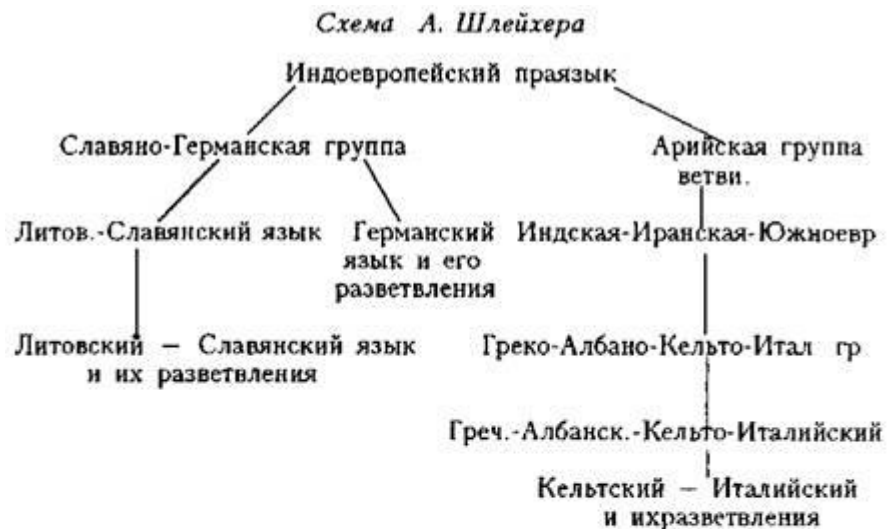 Схема А. Шлейхера
Индоевропейский праязык
Славяно-Германская группа
Арийская группа
ветви.
Литов.-Славянский язык
Германский
язык и его
разветвления
Индская-Иранская-Южноевр
Литовский — Славянский язык
и их разветвления
Греко-Албано-Кельто-Итал гр
Греч.-Албанск.-Кельто-Италийский
Кельтский — Италийский
и ихразветвления